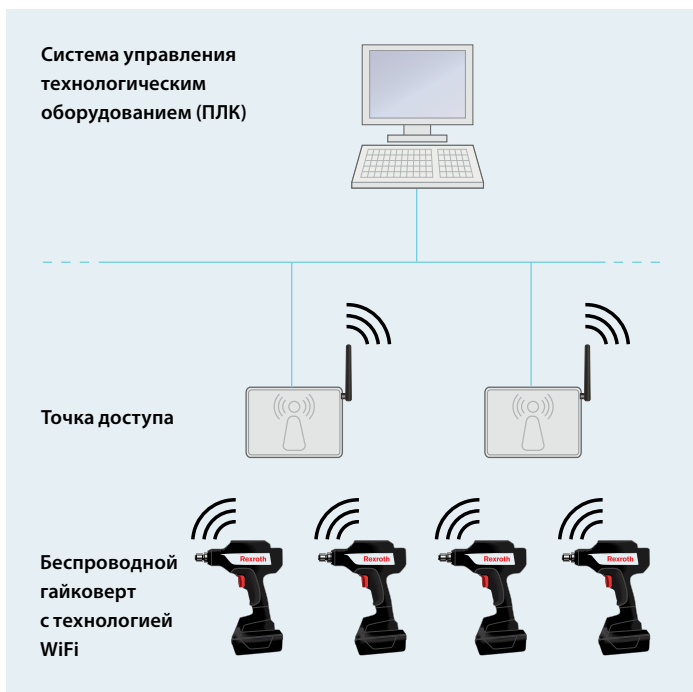 Система управления
технологическим
оборудованием (ПЛК)
Точка доступа
Беспроводной
гайковерт
с технологией
WiFi
Rexroth
Rexroth
Rexroth
Rexroth